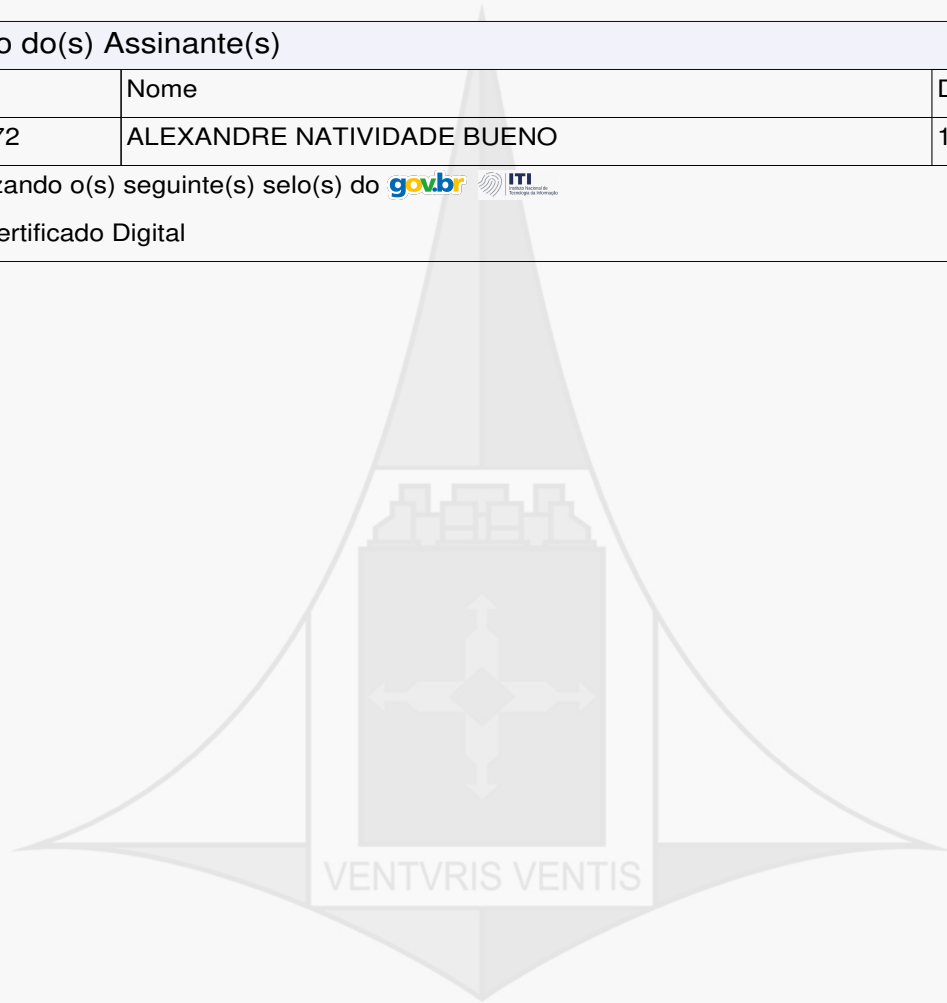 o do(s) Assinante(s)
Nome D
72 ALEXANDRE NATIVIDADE BUENO 1
zando o(s) seguinte(s) selo(s) do gov.br ITI
ertificado Digital
VENTVRIS VENTIS